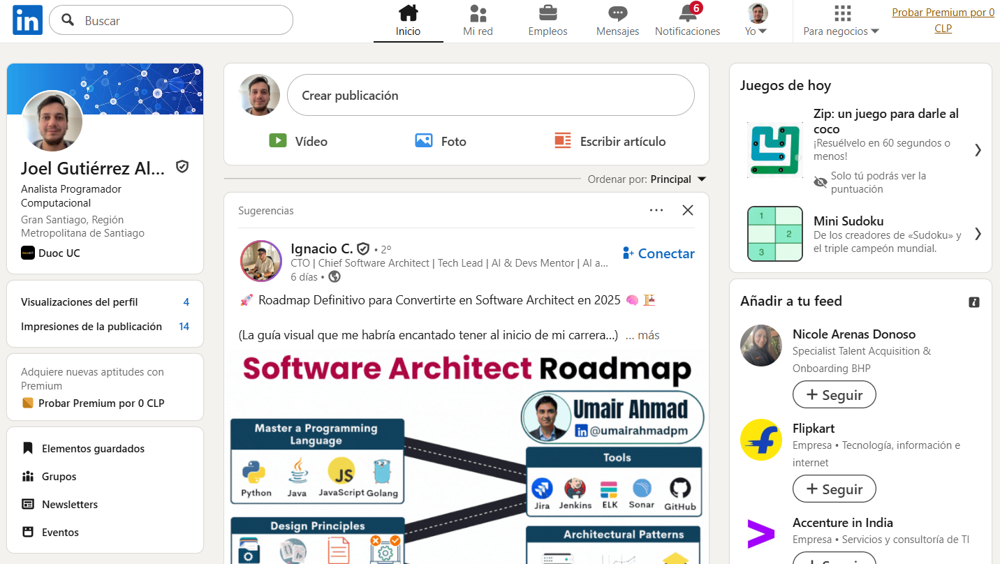 in
Buscar
Inicio
Mi red
Empleos
Mensajes
6
Notificaciones
Yo
Para negocios
Probar Premium por 0
CLP
Joel Gutiérrez Al...
Analista Programador
Computacional
Gran Santiago, Región
Metropolitana de Santiago
Duoc UC
Visualizaciones del perfil 4
Impresiones de la publicación 14
Adquiere nuevas aptitudes con
Premium
Probar Premium por 0 CLP
Elementos guardados
Grupos
Newsletters
Eventos
Crear publicación
Vídeo
Foto
Escribir artículo
Ordenar por: Principal
Sugerencias
Ignacio C. • 2º
Conectar
CTO | Chief Software Architect | Tech Lead | AI & Devs Mentor | AI a...
6 días •
🚀 Roadmap Definitivo para Convertirte en Software Architect en 2025 🧠 🏗️
(La guía visual que me habría encantado tener al inicio de mi carrera...) ... más
Software Architect Roadmap
Umair Ahmad
in @umairahmadpm
Master a Programming
Language
JS
Python
Java
JavaScript
Golang
Tools
Jira
Jenkins
ELK
Sonar
GitHub
Design Principles
Architectural Patterns
Juegos de hoy
Zip: un juego para darle al
coco
¡Resuélvelo en 60 segundos o
menos!
Solo tú podrás ver la
puntuación
1
2
3
Mini Sudoku
De los creadores de «Sudoku» y
el triple campeón mundial.
Añadir a tu feed
Nicole Arenas Donoso
Specialist Talent Acquisition &
Onboarding BHP
+ Seguir
Flipkart
Empresa • Tecnología, información e
internet
+ Seguir
Accenture in India
Empresa • Servicios y consultoría de TI
+ Seguir